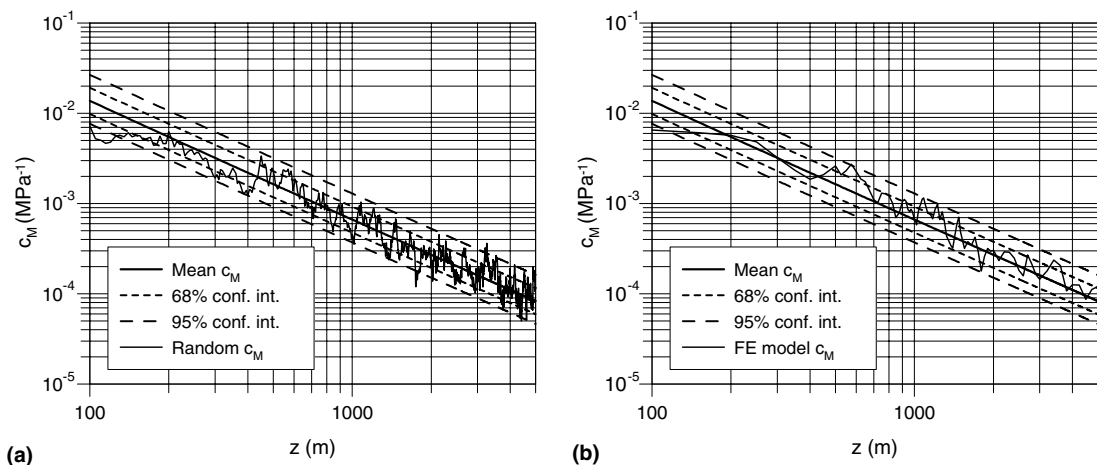 10⁻¹
10⁻²
10⁻³
10⁻⁴
10⁻⁵
c_M (MPa⁻¹)
Mean c_M
68% conf. int.
95% conf. int.
Random c_M
100 1000
z (m)
(a)
10⁻¹
10⁻²
10⁻³
10⁻⁴
10⁻⁵
c_M (MPa⁻¹)
Mean c_M
68% conf. int.
95% conf. int.
FE model c_M
100 1000
z (m)
(b)